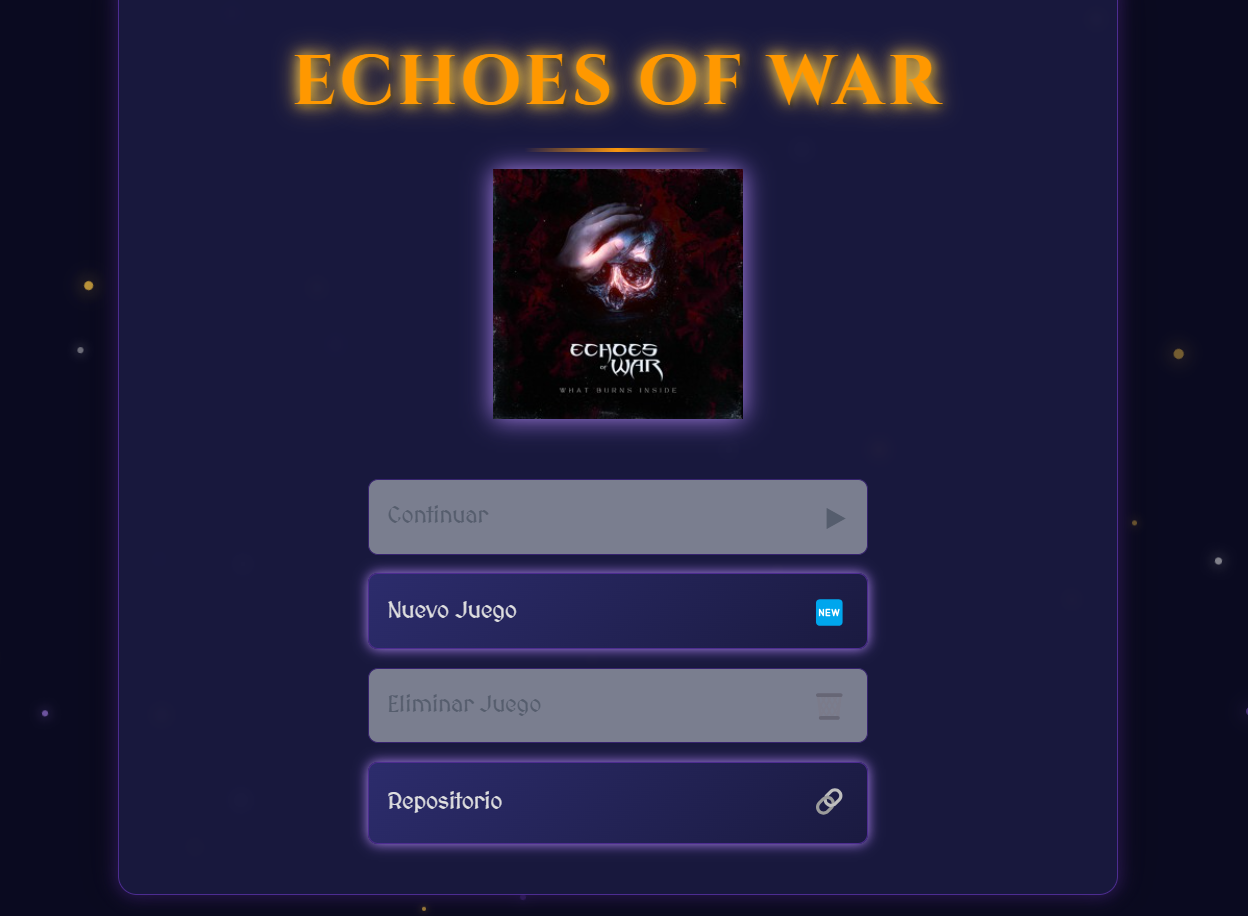 ECHOES OF WAR
ECHOES
OF WAR
WHAT BURNS INSIDE
Continuar
Nuevo Juego
NEW
Eliminar Juego
Repositorio